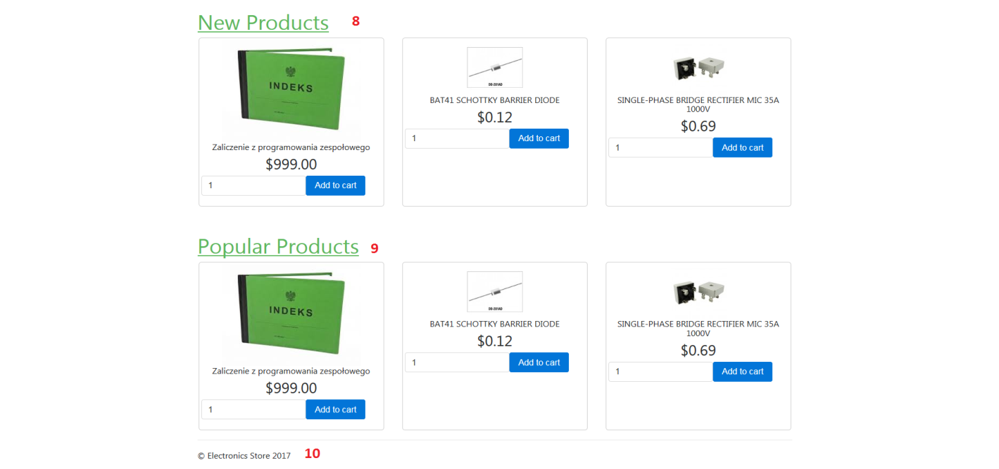 New Products 8
INDEKS
Zaliczenie z programowania zespołowego
$999.00
1 Add to cart
DO-201AD
BAT41 SCHOTTKY BARRIER DIODE
$0.12
1 Add to cart
SINGLE-PHASE BRIDGE RECTIFIER MIC 35A
1000V
$0.69
1 Add to cart
Popular Products 9
INDEKS
Zaliczenie z programowania zespołowego
$999.00
1 Add to cart
DO-201AD
BAT41 SCHOTTKY BARRIER DIODE
$0.12
1 Add to cart
SINGLE-PHASE BRIDGE RECTIFIER MIC 35A
1000V
$0.69
1 Add to cart
© Electronics Store 2017 10